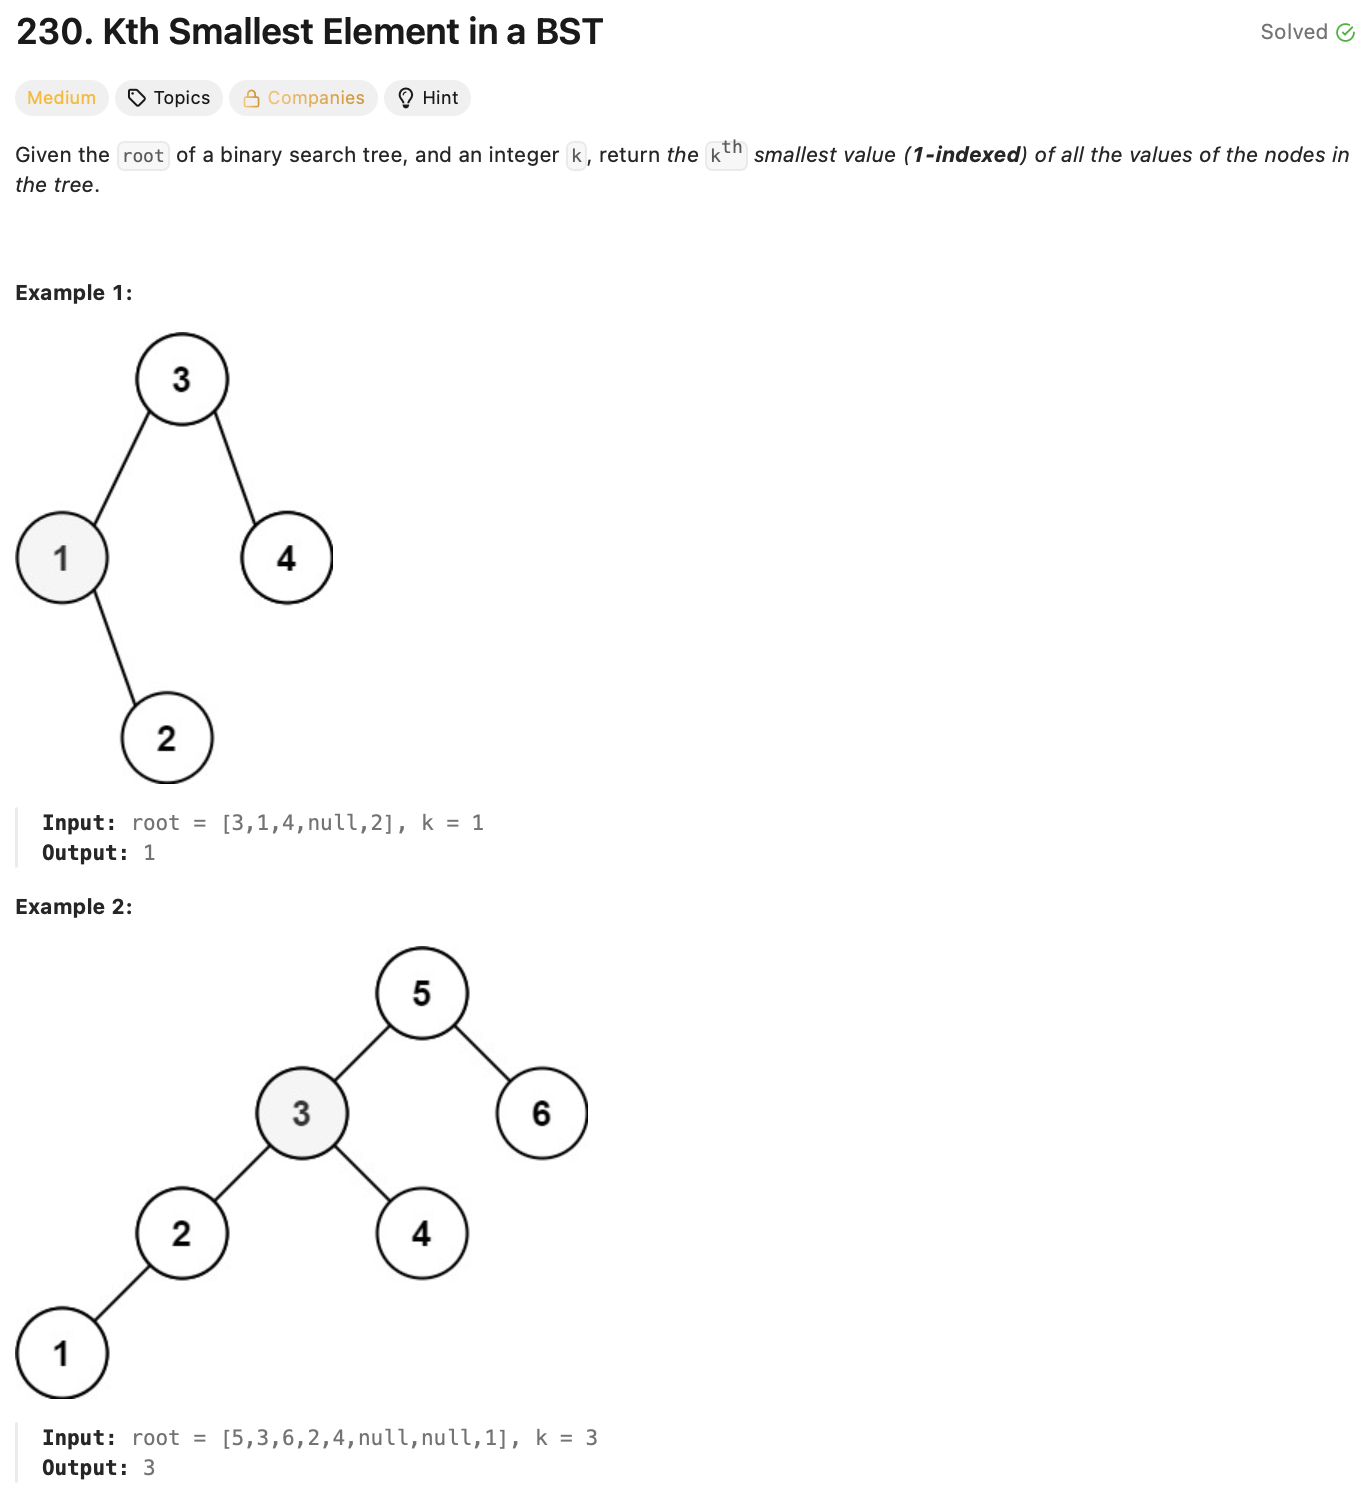 230. Kth Smallest Element in a BST
Solved
Medium Topics Companies Hint
Given the root of a binary search tree, and an integer k, return the kth smallest value (1-indexed) of all the values of the nodes in
the tree.
Example 1:
3
1 4
2
Input: root = [3,1,4,null,2], k = 1
Output: 1
Example 2:
5
3 6
2 4
1
Input: root = [5,3,6,2,4,null,null,1], k = 3
Output: 3